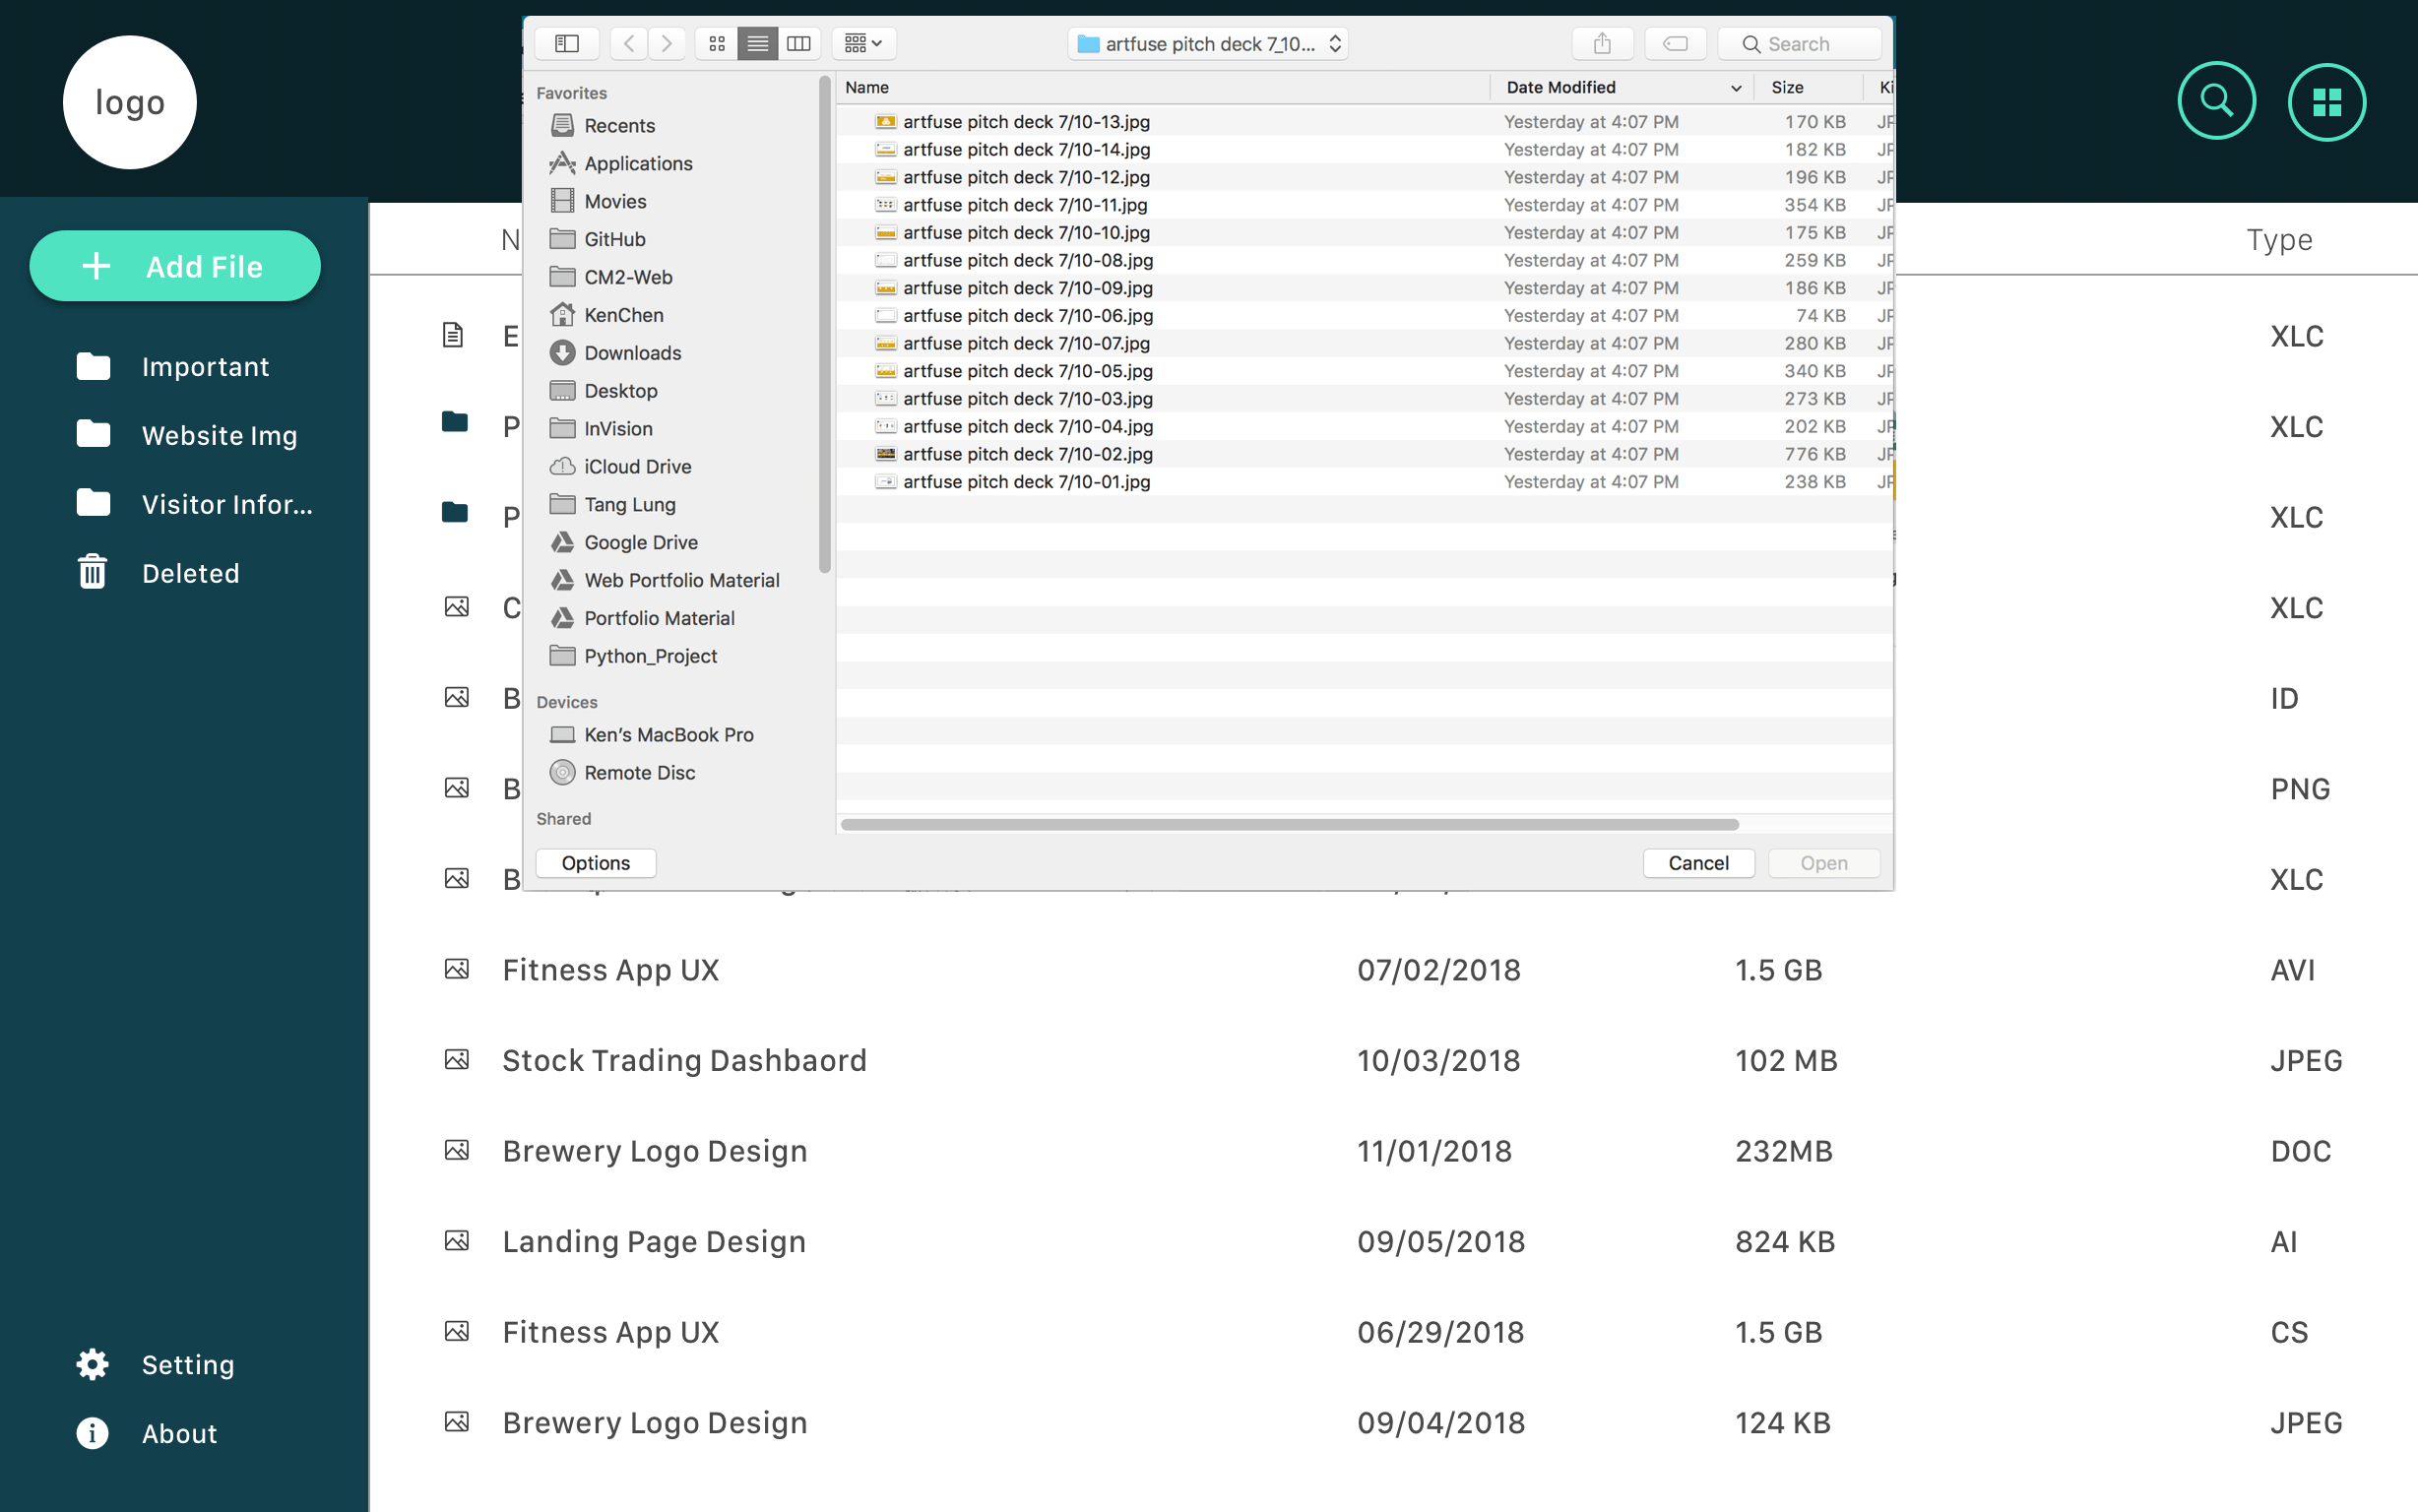 logo
artfuse pitch deck 7_10...
Search
Add File
Important
Website Img
Visitor Infor...
Deleted
Setting
About
Favorites
Recents
Applications
Movies
GitHub
CM2-Web
KenChen
Downloads
Desktop
InVision
iCloud Drive
Tang Lung
Google Drive
Web Portfolio Material
Portfolio Material
Python_Project
Devices
Ken's MacBook Pro
Remote Disc
Shared
Name Date Modified Size Ki
artfuse pitch deck 7/10-13.jpg Yesterday at 4:07 PM 170 KB
artfuse pitch deck 7/10-14.jpg Yesterday at 4:07 PM 182 KB
artfuse pitch deck 7/10-12.jpg Yesterday at 4:07 PM 196 KB
artfuse pitch deck 7/10-11.jpg Yesterday at 4:07 PM 354 KB
artfuse pitch deck 7/10-10.jpg Yesterday at 4:07 PM 175 KB
artfuse pitch deck 7/10-08.jpg Yesterday at 4:07 PM 259 KB
artfuse pitch deck 7/10-09.jpg Yesterday at 4:07 PM 186 KB
artfuse pitch deck 7/10-06.jpg Yesterday at 4:07 PM 74 KB
artfuse pitch deck 7/10-07.jpg Yesterday at 4:07 PM 280 KB
artfuse pitch deck 7/10-05.jpg Yesterday at 4:07 PM 340 KB
artfuse pitch deck 7/10-03.jpg Yesterday at 4:07 PM 273 KB
artfuse pitch deck 7/10-04.jpg Yesterday at 4:07 PM 202 KB
artfuse pitch deck 7/10-02.jpg Yesterday at 4:07 PM 776 KB
artfuse pitch deck 7/10-01.jpg Yesterday at 4:07 PM 238 KB
Options Cancel Open
N Type
E XLC
P XLC
P XLC
C XLC
B ID
B PNG
B XLC
Fitness App UX 07/02/2018 1.5 GB AVI
Stock Trading Dashbaord 10/03/2018 102 MB JPEG
Brewery Logo Design 11/01/2018 232MB DOC
Landing Page Design 09/05/2018 824 KB AI
Fitness App UX 06/29/2018 1.5 GB CS
Brewery Logo Design 09/04/2018 124 KB JPEG